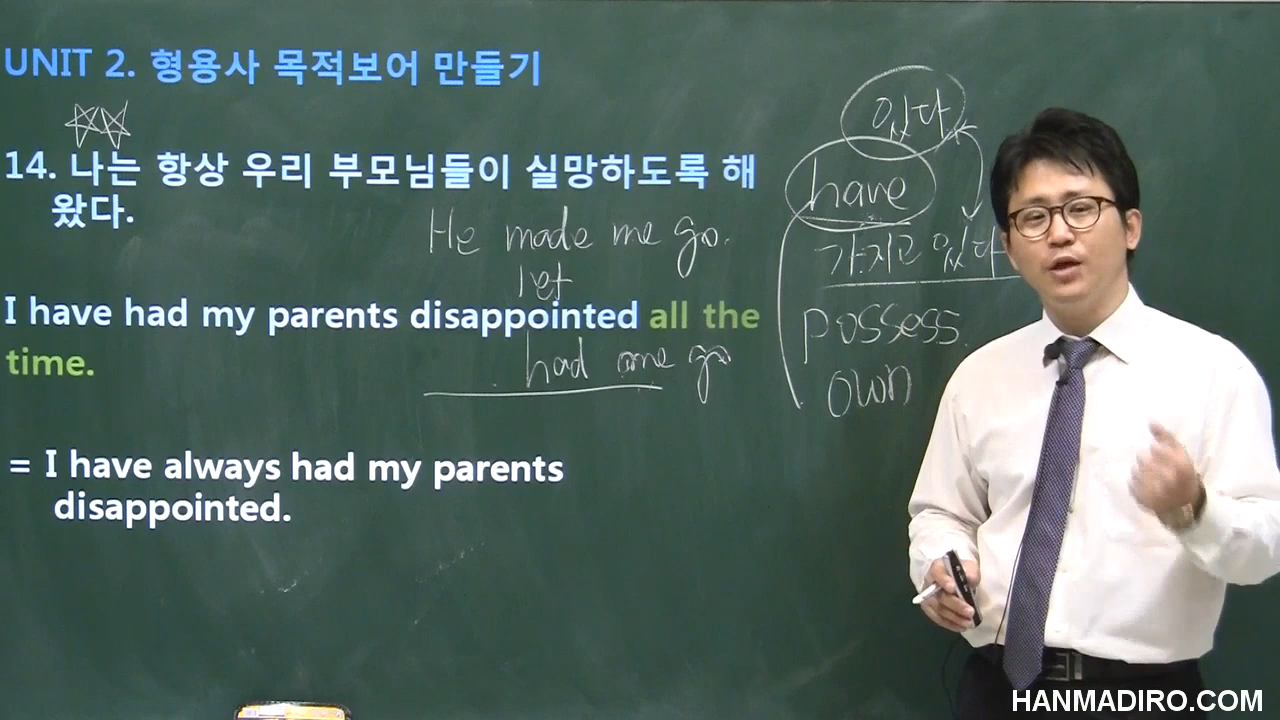 UNIT 2. 형용사 목적보어 만들기
14. 나는 항상 우리 부모님들이 실망하도록 해
왔다.
He made me go.
let
I have had my parents disappointed all the
time.
had me go
= I have always had my parents
disappointed.
있다
have
가지고 있다
possess.
own
HANMADIRO.COM